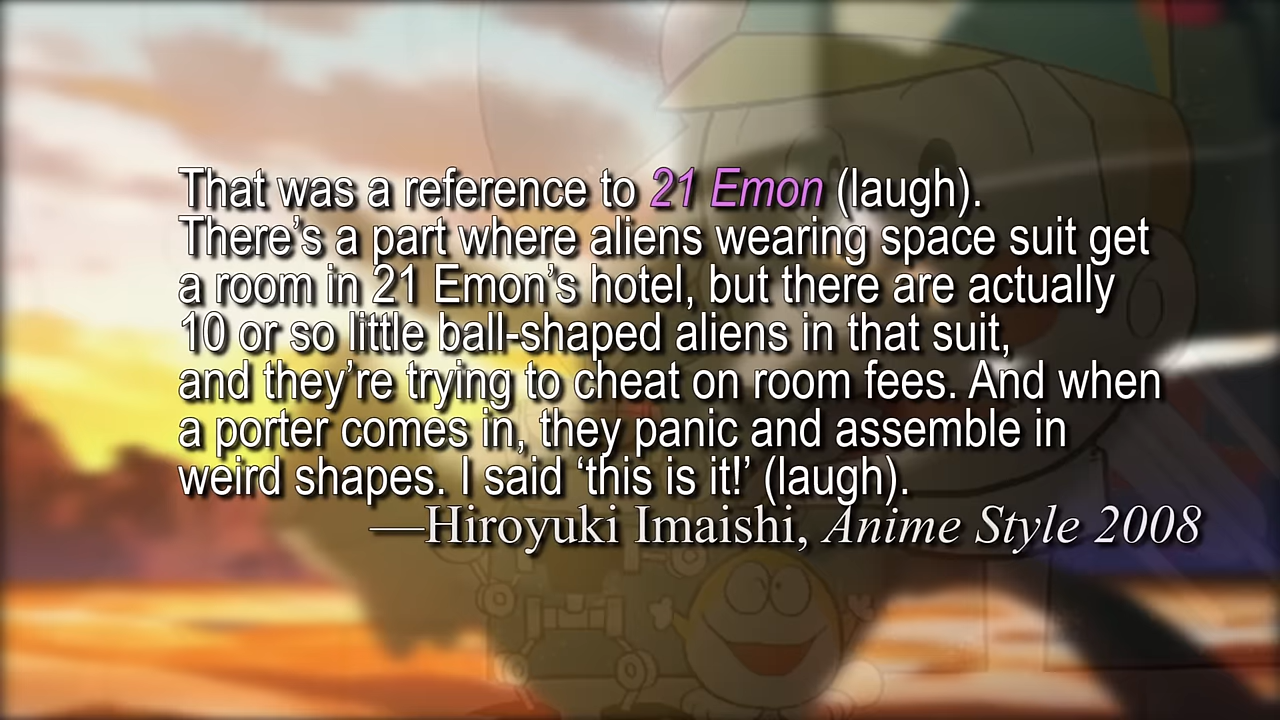 That was a reference to 21 Emon (laugh).
There’s a part where aliens wearing space suit get
a room in 21 Emon’s hotel, but there are actually
10 or so little ball-shaped aliens in that suit,
and they’re trying to cheat on room fees. And when
a porter comes in, they panic and assemble in
weird shapes. I said ‘this is it!’ (laugh).
—Hiroyuki Imaishi, Anime Style 2008